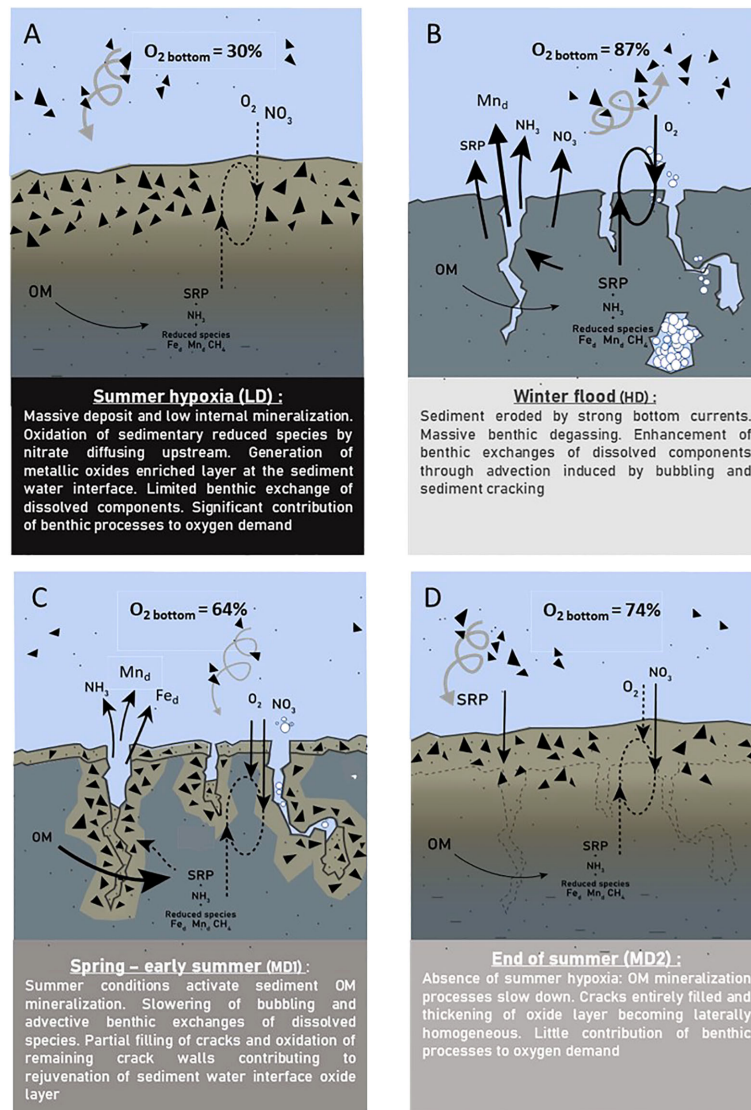 A
O2 bottom = 30%
O2 NO3
OM
SRP
NH3
Reduced species
Fed Mnd CH4
Summer hypoxia (LD) :
Massive deposit and low internal mineralization.
Oxidation of sedimentary reduced species by
nitrate diffusing upstream. Generation of
metallic oxides enriched layer at the sediment
water interface. Limited benthic exchange of
dissolved components. Significant contribution
of benthic processes to oxygen demand
B
O2 bottom = 87%
Mnd
SRP
NH3
NO3
O2
OM
SRP
NH3
Reduced species
Fed Mnd CH4
Winter flood (HD) :
Sediment eroded by strong bottom currents.
Massive benthic degassing. Enhancement of
benthic exchanges of dissolved components
through advection induced by bubbling and
sediment cracking
C
O2 bottom = 64%
NH3
Mnd
Fed
O2
NO3
OM
SRP
NH3
Reduced species
Fed Mnd CH4
Spring – early summer (MD1) :
Summer conditions activate sediment OM
mineralization. Slowering of bubbling and
advective benthic exchanges of dissolved
species. Partial filling of cracks and oxidation of
remaining crack walls contributing to
rejuvenation of sediment water interface oxide
layer
D
O2 bottom = 74%
SRP
O2
NO3
OM
SRP
NH3
Reduced species
Fed Mnd CH4
End of summer (MD2) :
Absence of summer hypoxia: OM mineralization
processes slow down. Cracks entirely filled and
thickening of oxide layer becoming laterally
homogeneous. Little contribution of benthic
processes to oxygen demand